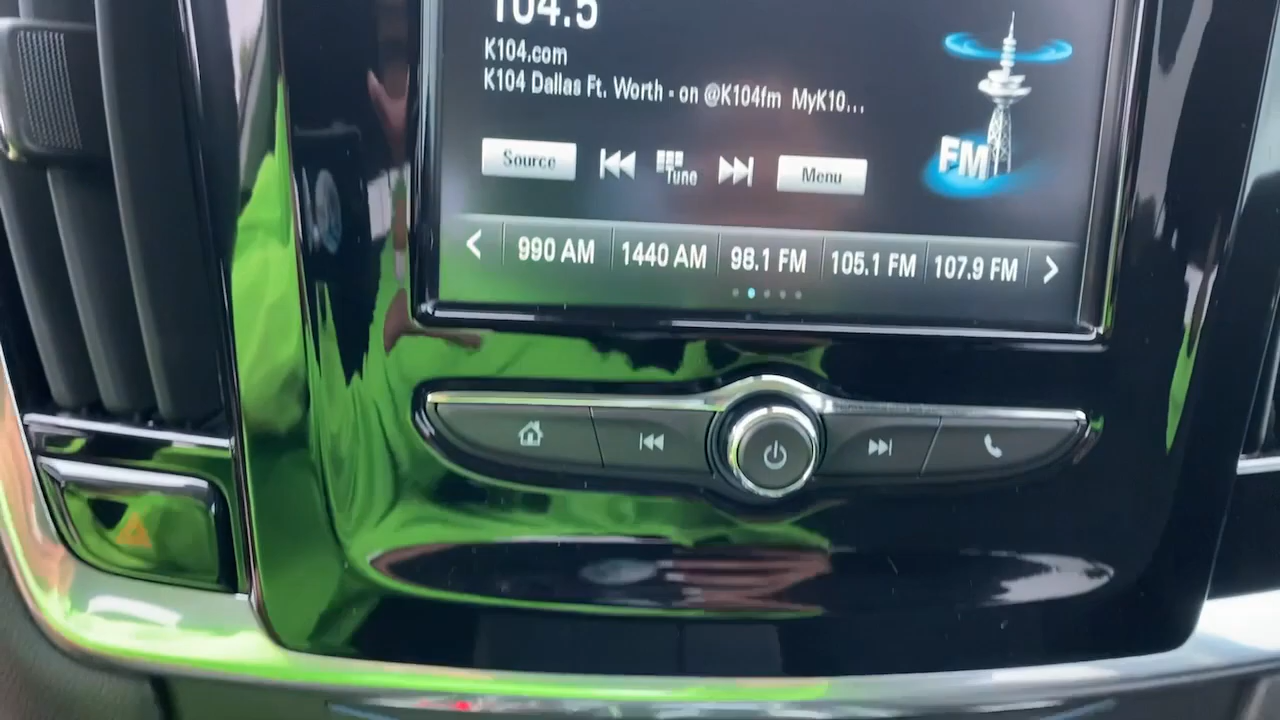 104.5
K104.com
K104 Dallas Ft. Worth - on @K104fm MyK10...
Source
Tune
Menu
FM
990 AM
1440 AM
98.1 FM
105.1 FM
107.9 FM